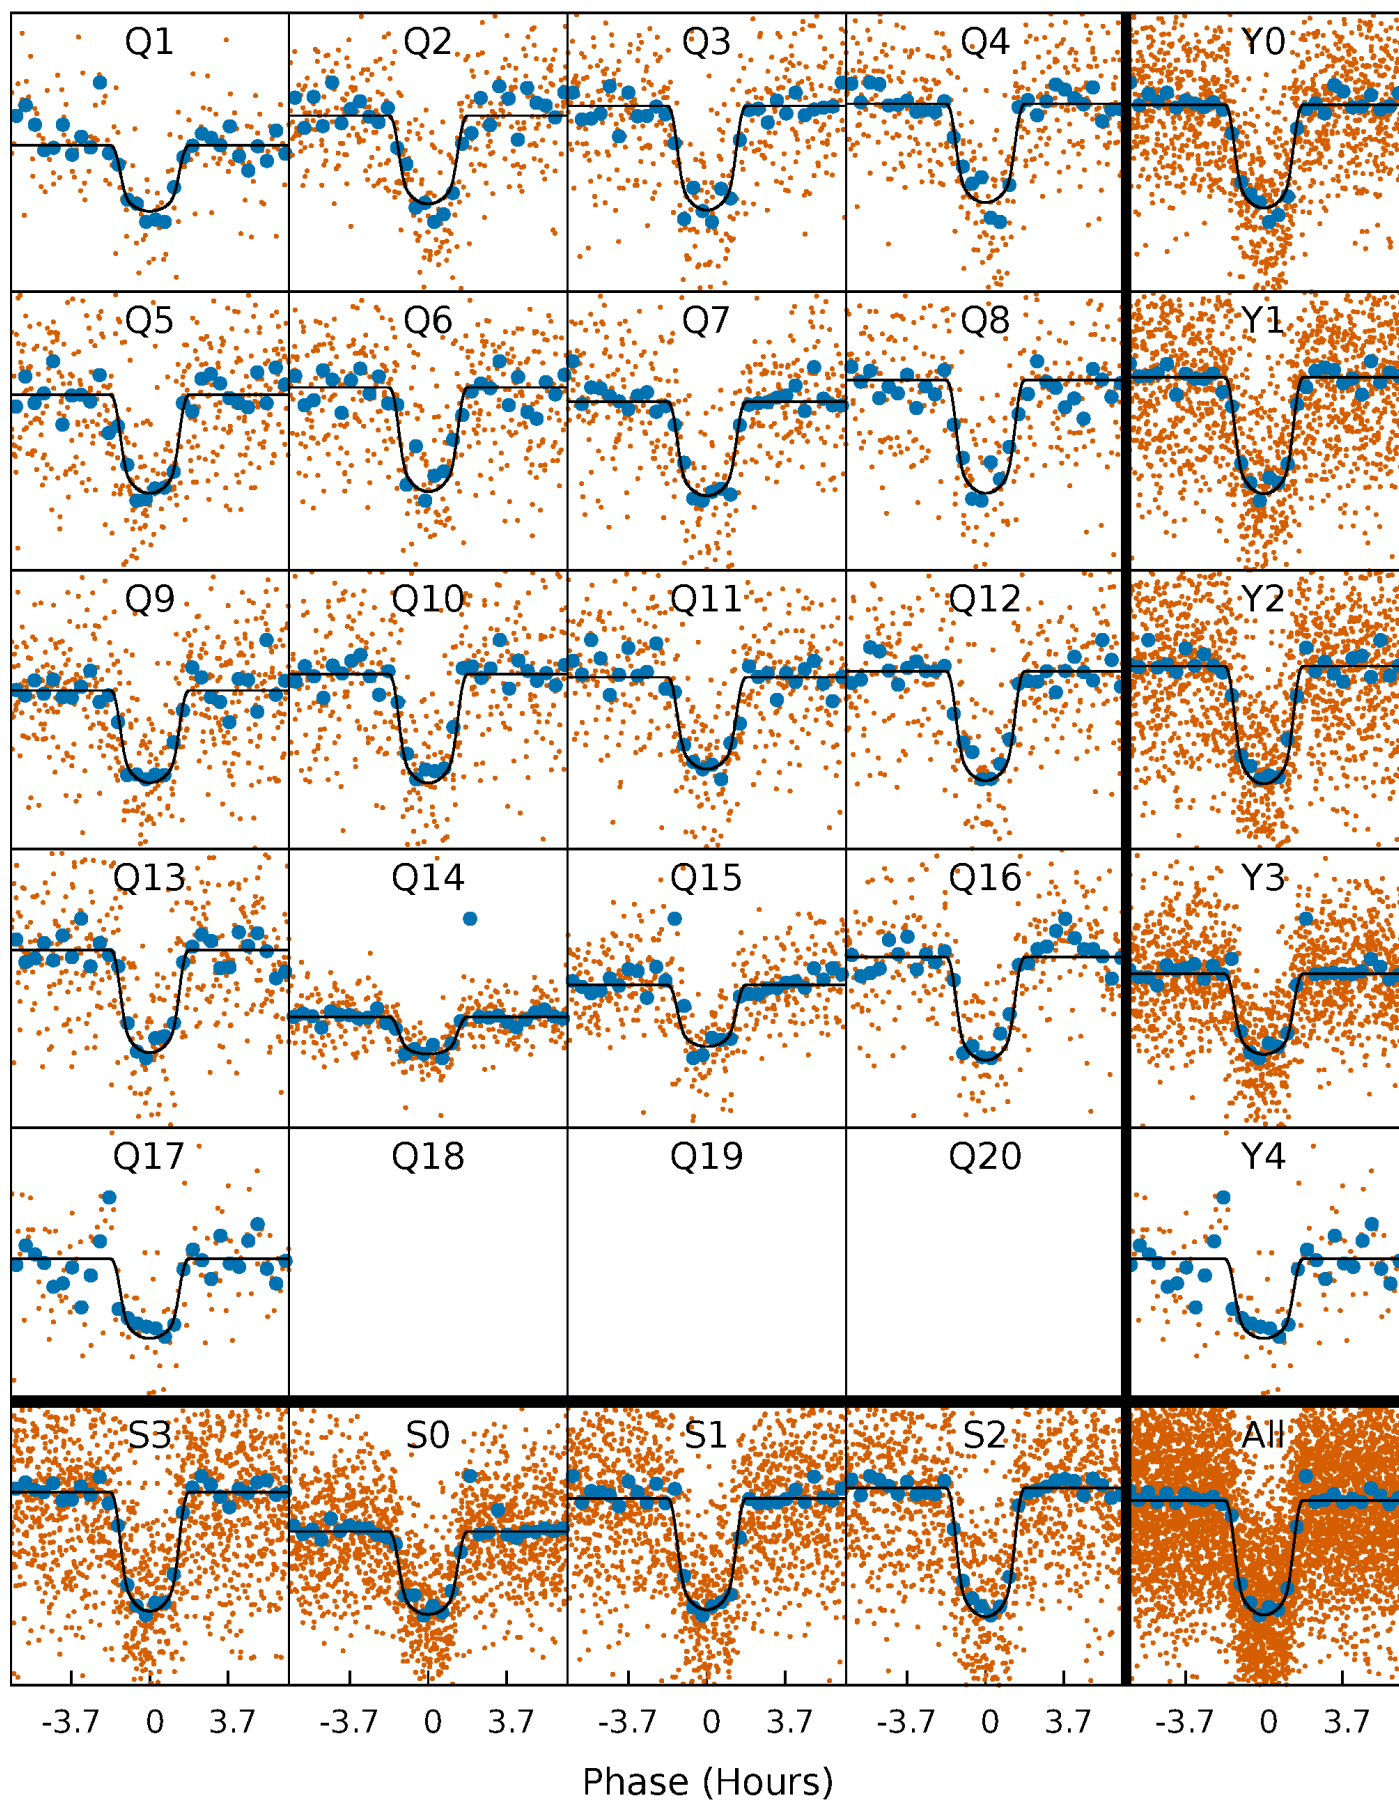 Q1 Q2 Q3 Q4 Y0
Q5 Q6 Q7 Q8 Y1
Q9 Q10 Q11 Q12 Y2
Q13 Q14 Q15 Q16 Y3
Q17 Q18 Q19 Q20 Y4
S3 S0 S1 S2 All
-3.7 0 3.7 -3.7 0 3.7 -3.7 0 3.7 -3.7 0 3.7 -3.7 0 3.7
Phase (Hours)